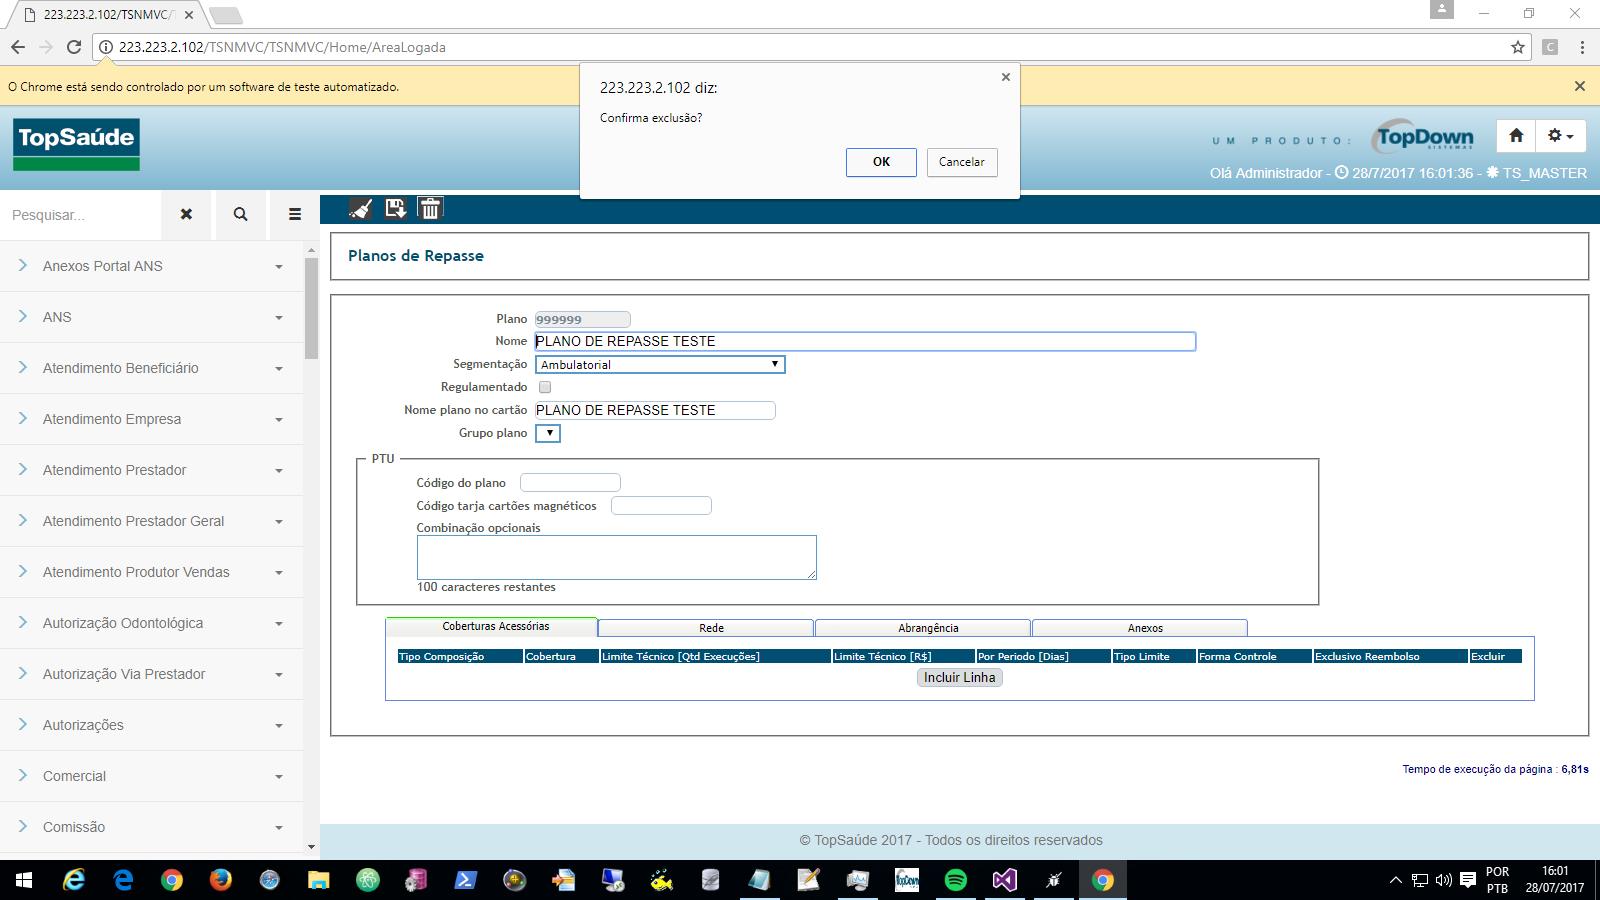 223.223.2.102/TSNMVC/T
223.223.2.102/TSNMVC/TSNMVC/Home/AreaLogada
O Chrome está sendo controlado por um software de teste automatizado.
223.223.2.102 diz:
Confirma exclusão?
OK
Cancelar
TopSaúde
UM PRODUTO:
TopDown
SISTEMAS
Olá Administrador - 28/7/2017 16:01:36 - TS_MASTER
Pesquisar...
Anexos Portal ANS
ANS
Atendimento Beneficiário
Atendimento Empresa
Atendimento Prestador
Atendimento Prestador Geral
Atendimento Produtor Vendas
Autorização Odontológica
Autorização Via Prestador
Autorizações
Comercial
Comissão
Planos de Repasse
Plano 999999
Nome PLANO DE REPASSE TESTE
Segmentação Ambulatorial
Regulamentado
Nome plano no cartão PLANO DE REPASSE TESTE
Grupo plano
PTU
Código do plano
Código tarja cartões magnéticos
Combinação opcionais
100 caracteres restantes
Coberturas Acessórias Rede Abrangência Anexos
Tipo Composição Cobertura Limite Técnico [Qtd Execuções] Limite Técnico [R$] Por Periodo [Dias] Tipo Limite Forma Controle Exclusivo Reembolso Excluir
Incluir Linha
Tempo de execução da página : 6,81s
© TopSaúde 2017 - Todos os direitos reservados
TopDown
POR
PTB
16:01
28/07/2017